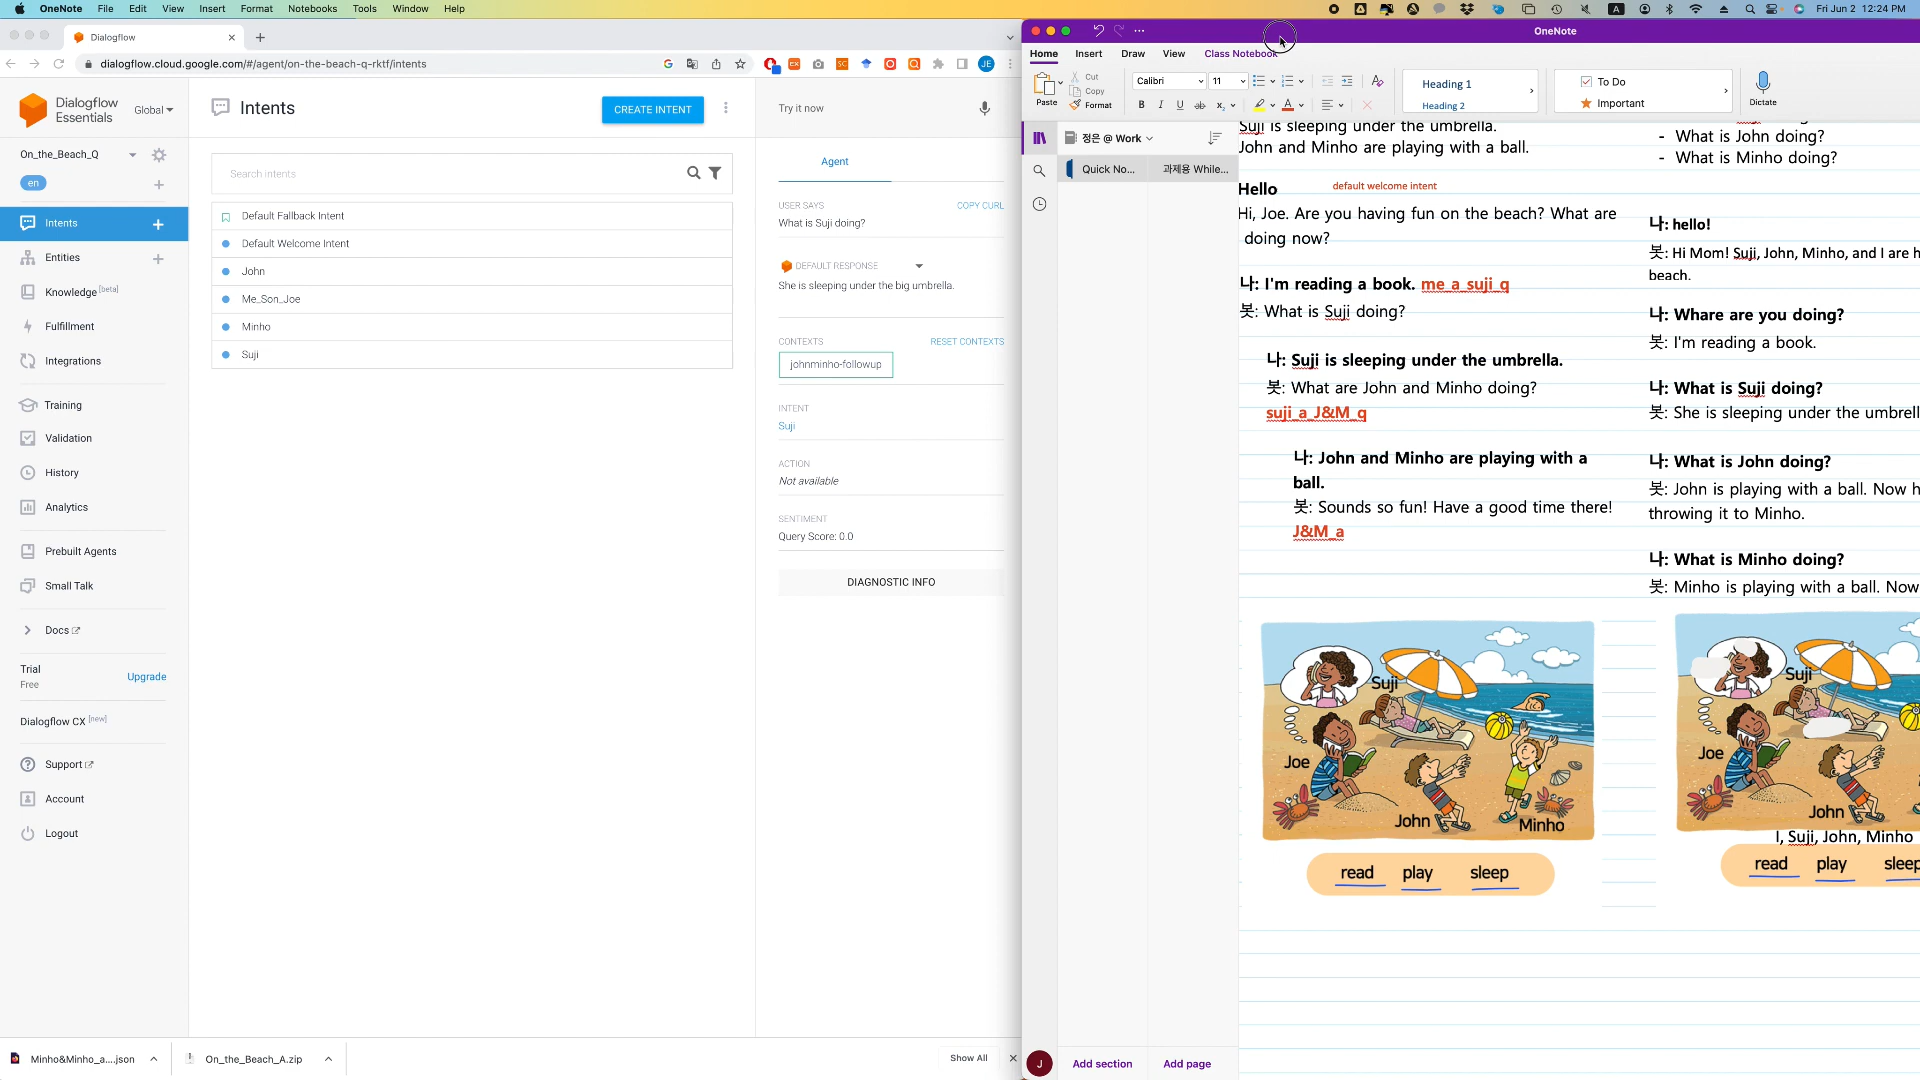 OneNote File Edit View Insert Format Notebooks Tools Window Help
Fri Jun 2 12:24 PM
Dialogflow
dialogflow.cloud.google.com/#/agent/on-the-beach-q-rktf/intents
JE
Dialogflow
Essentials
Global
On_the_Beach_Q
en
Intents
Entities
Knowledge [beta]
Fulfillment
Integrations
Training
Validation
History
Analytics
Prebuilt Agents
Small Talk
Docs
Trial
Free
Upgrade
Dialogflow CX [new]
Support
Account
Logout
Intents
CREATE INTENT
Search intents
Default Fallback Intent
Default Welcome Intent
John
Me_Son_Joe
Minho
Suji
Try it now
Agent
USER SAYS
COPY CURL
What is Suji doing?
DEFAULT RESPONSE
She is sleeping under the big umbrella.
CONTEXTS
RESET CONTEXTS
johnminho-followup
INTENT
Suji
ACTION
Not available
SENTIMENT
Query Score: 0.0
DIAGNOSTIC INFO
Minho&Minho_a....json
On_the_Beach_A.zip
Show All
OneNote
Home Insert Draw View Class Notebook
Paste
Cut
Copy
Format
Calibri
11
B I U ab
Heading 1
Heading 2
To Do
Important
Dictate
정은 @ Work
Quick No...
과제용 While...
Add section
Add page
J
Suji is sleeping under the umbrella.
John and Minho are playing with a ball.
Hello
default welcome intent
Hi, Joe. Are you having fun on the beach? What are
doing now?
나: I'm reading a book. me_a_suji_q
봇: What is Suji doing?
나: Suji is sleeping under the umbrella.
봇: What are John and Minho doing?
suji_a_J&M_q
나: John and Minho are playing with a
ball.
봇: Sounds so fun! Have a good time there!
J&M_a
Suji
Joe
John
Minho
read play sleep
- What is John doing?
- What is Minho doing?
나: hello!
봇: Hi Mom! Suji, John, Minho, and I are h
beach.
나: Whare are you doing?
봇: I'm reading a book.
나: What is Suji doing?
봇: She is sleeping under the umbrell
나: What is John doing?
봇: John is playing with a ball. Now h
throwing it to Minho.
나: What is Minho doing?
봇: Minho is playing with a ball. Now
Suji
Joe
John
I, Suji, John, Minho
read play sleep